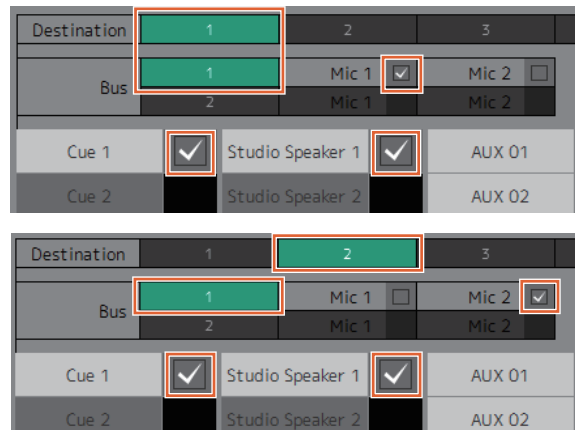 Destination 1 2 3
Bus 1 Mic 1 Mic 2
2 Mic 1 Mic 2
Cue 1 Studio Speaker 1 AUX 01
Cue 2 Studio Speaker 2 AUX 02
Destination 1 2 3
Bus 1 Mic 1 Mic 2
2 Mic 1 Mic 2
Cue 1 Studio Speaker 1 AUX 01
Cue 2 Studio Speaker 2 AUX 02